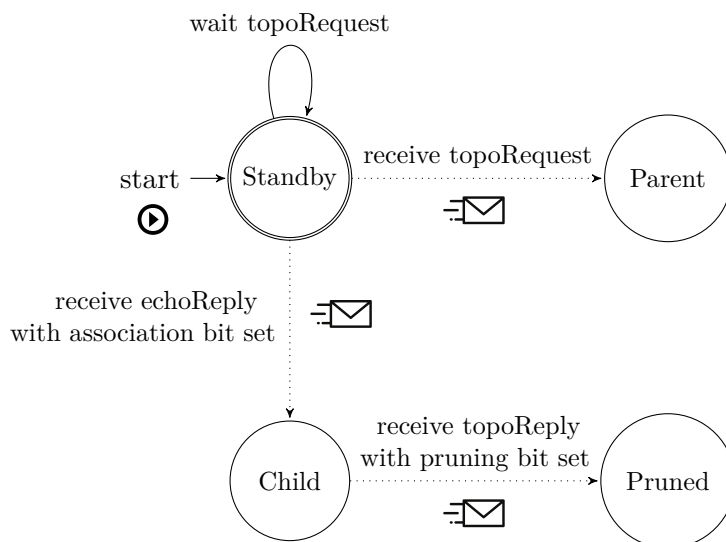 wait topoRequest
start
Standby
receive topoRequest
Parent
receive echoReply
with association bit set
Child
receive topoReply
with pruning bit set
Pruned